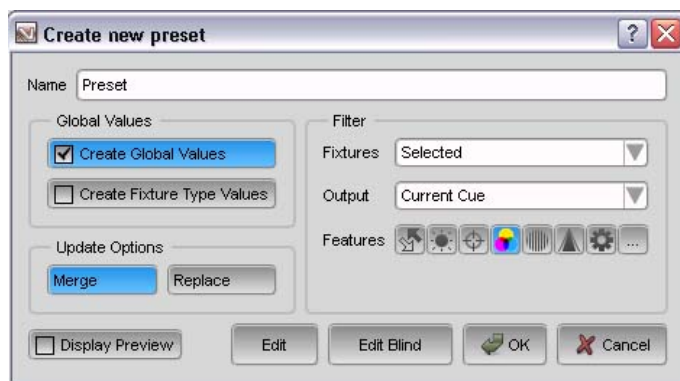 Create new preset
Name Preset
Global Values
Create Global Values
Create Fixture Type Values
Update Options
Merge Replace
Filter
Fixtures Selected
Output Current Cue
Features ...
Display Preview Edit Edit Blind OK Cancel